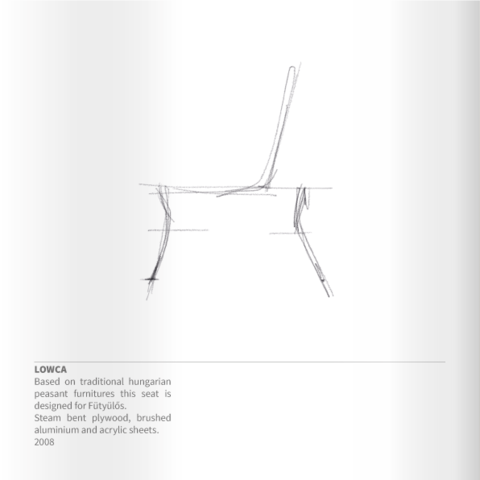 LOWCA
Based on traditional hungarian
peasant furnitures this seat is
designed for Fütyülős.
Steam bent plywood, brushed
aluminium and acrylic sheets.
2008